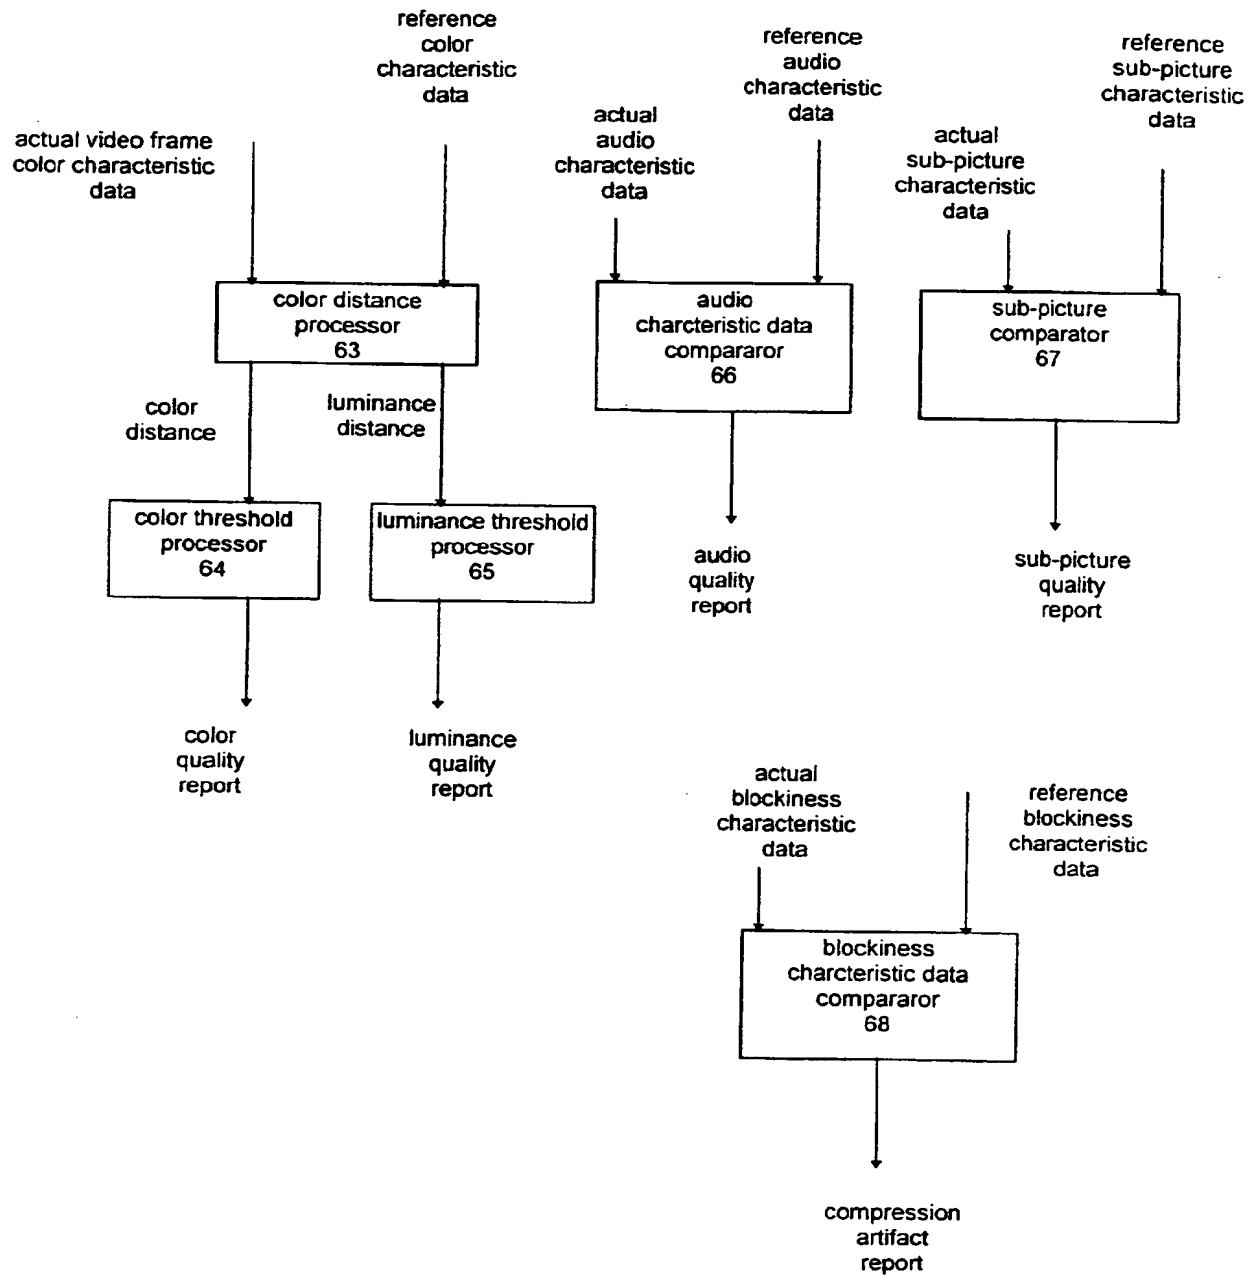 reference
color
characteristic
data
actual video frame
color characteristic
data
color distance
processor
63
color
distance
luminance
distance
color threshold
processor
64
luminance threshold
processor
65
color
quality
report
luminance
quality
report
actual
audio
characteristic
data
reference
audio
characteristic
data
audio
charcteristic data
compararor
66
audio
quality
report
actual
sub-picture
characteristic
data
reference
sub-picture
characteristic
data
sub-picture
comparator
67
sub-picture
quality
report
actual
blockiness
characteristic
data
reference
blockiness
characteristic
data
blockiness
charcteristic data
compararor
68
compression
artifact
report